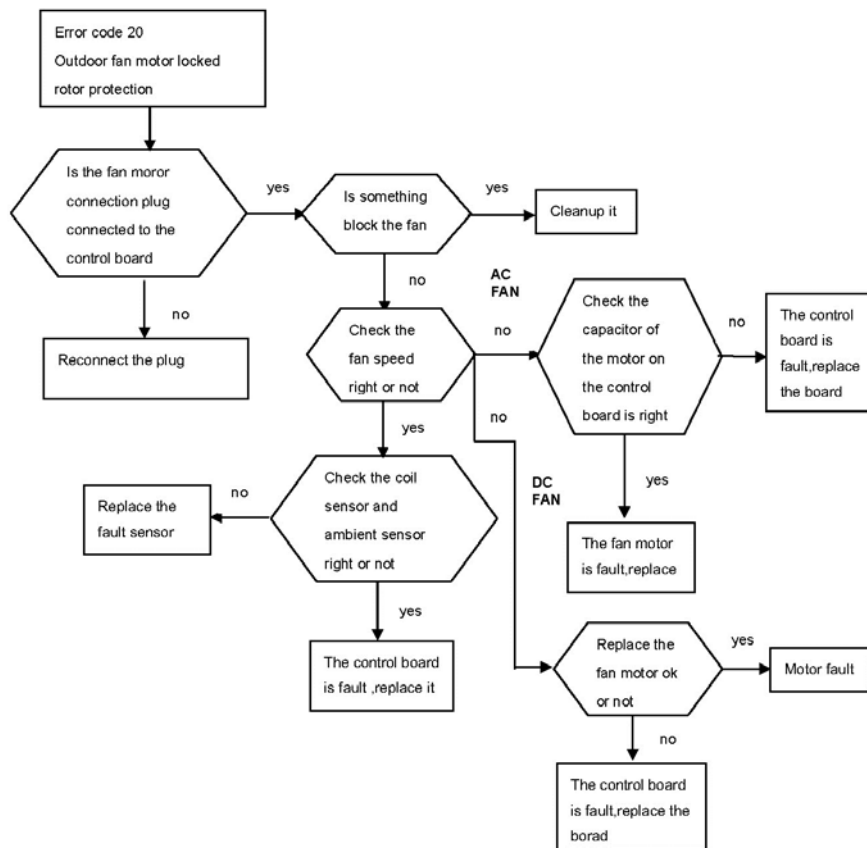 Error code 20
Outdoor fan motor locked
rotor protection
Is the fan moror
connection plug
connected to the
control board
yes
Is something
block the fan
yes
Cleanup it
no
Reconnect the plug
no
Check the
fan speed
right or not
no
AC
FAN
Check the
capacitor of
the motor on
the control
board is right
no
The control
board is
fault,replace
the board
yes
The fan motor
is fault,replace
yes
no
DC
FAN
Check the coil
sensor and
ambient sensor
right or not
no
Replace the
fault sensor
yes
The control board
is fault ,replace it
Replace the
fan motor ok
or not
yes
Motor fault
no
The control board
is fault,replace the
borad